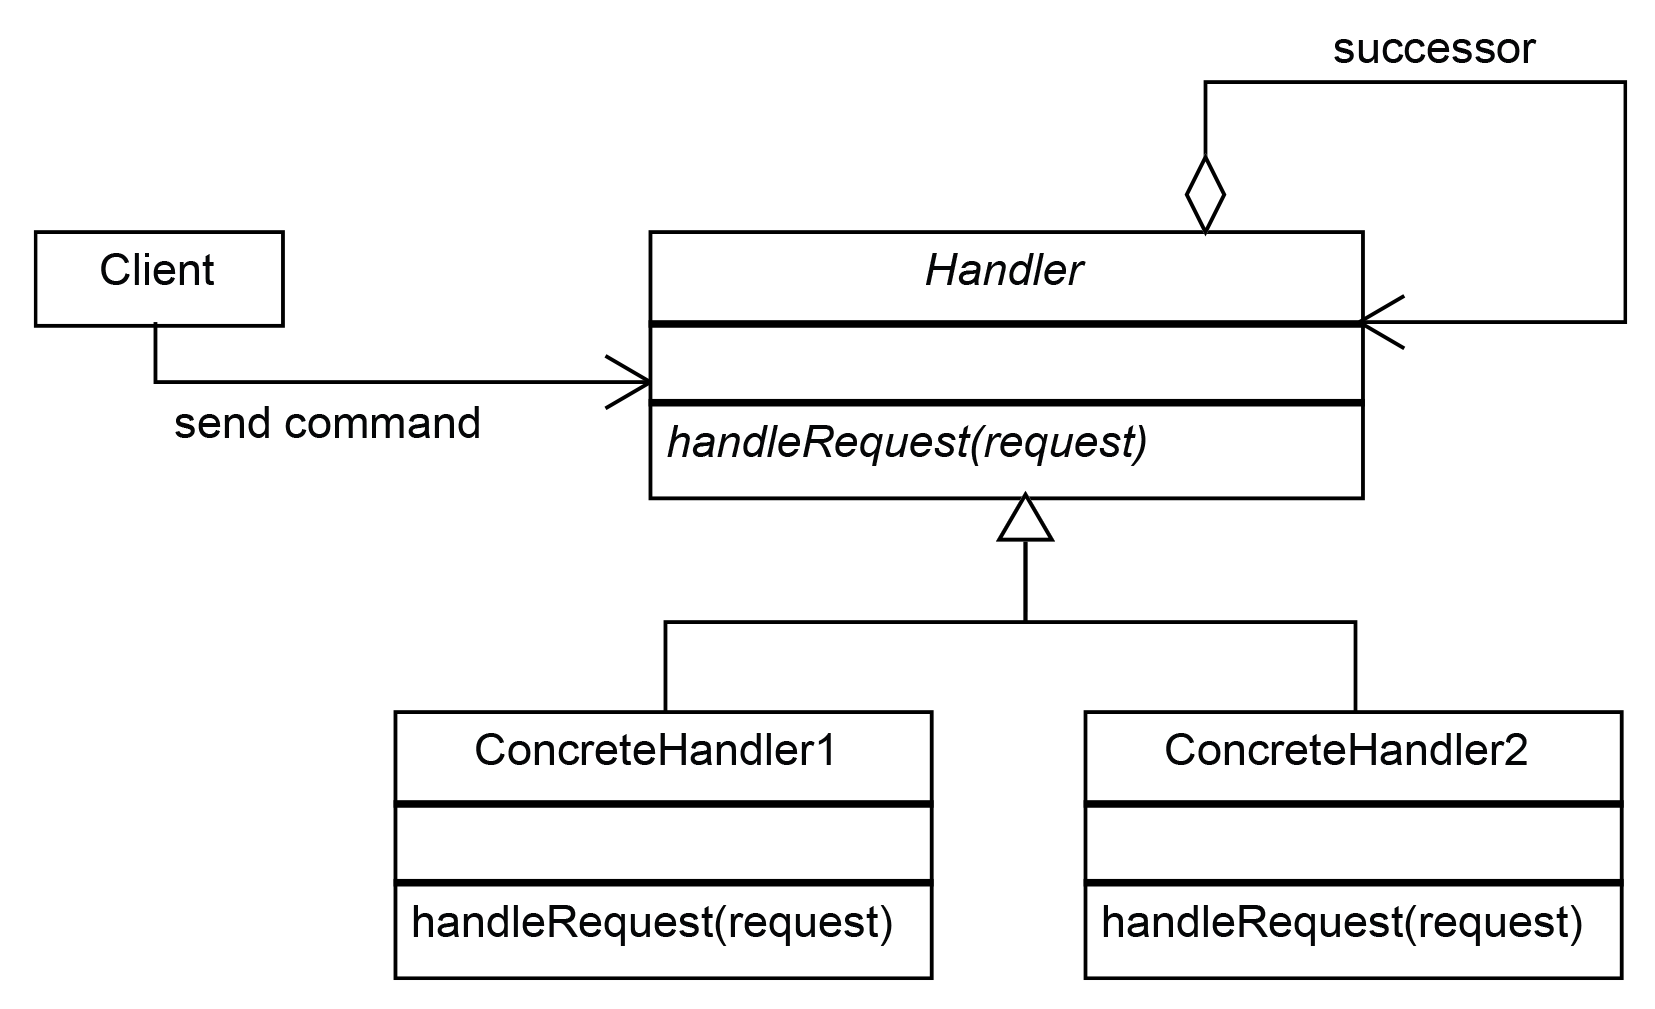 successor
Client
Handler
send command
handleRequest(request)
ConcreteHandler1
ConcreteHandler2
handleRequest(request)
handleRequest(request)